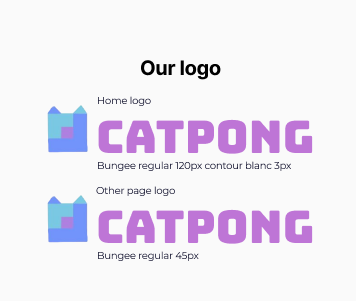 Our logo
Home logo
CATPONG
Bungee regular 120px contour blanc 3px
Other page logo
CATPONG
Bungee regular 45px